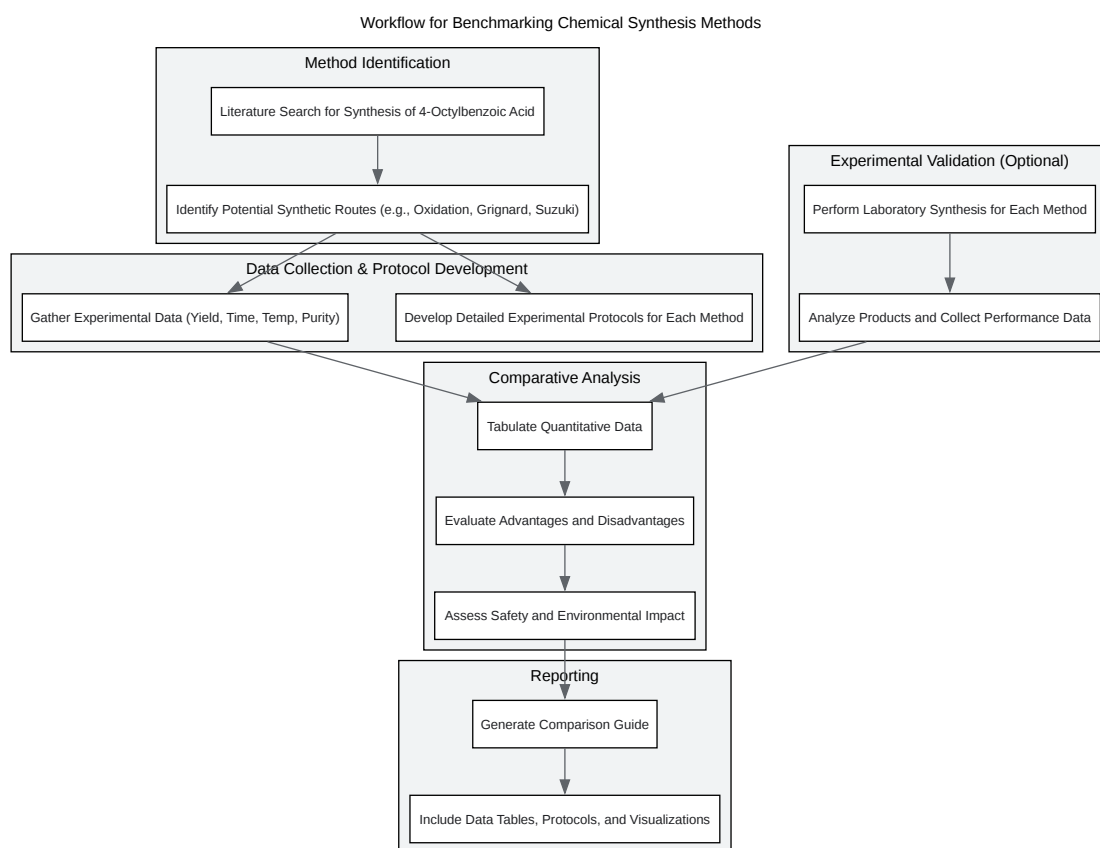 Workflow for Benchmarking Chemical Synthesis Methods
Method Identification
Literature Search for Synthesis of 4-Octylbenzoic Acid
Identify Potential Synthetic Routes (e.g., Oxidation, Grignard, Suzuki)
Experimental Validation (Optional)
Perform Laboratory Synthesis for Each Method
Analyze Products and Collect Performance Data
Data Collection & Protocol Development
Gather Experimental Data (Yield, Time, Temp, Purity)
Develop Detailed Experimental Protocols for Each Method
Comparative Analysis
Tabulate Quantitative Data
Evaluate Advantages and Disadvantages
Assess Safety and Environmental Impact
Reporting
Generate Comparison Guide
Include Data Tables, Protocols, and Visualizations